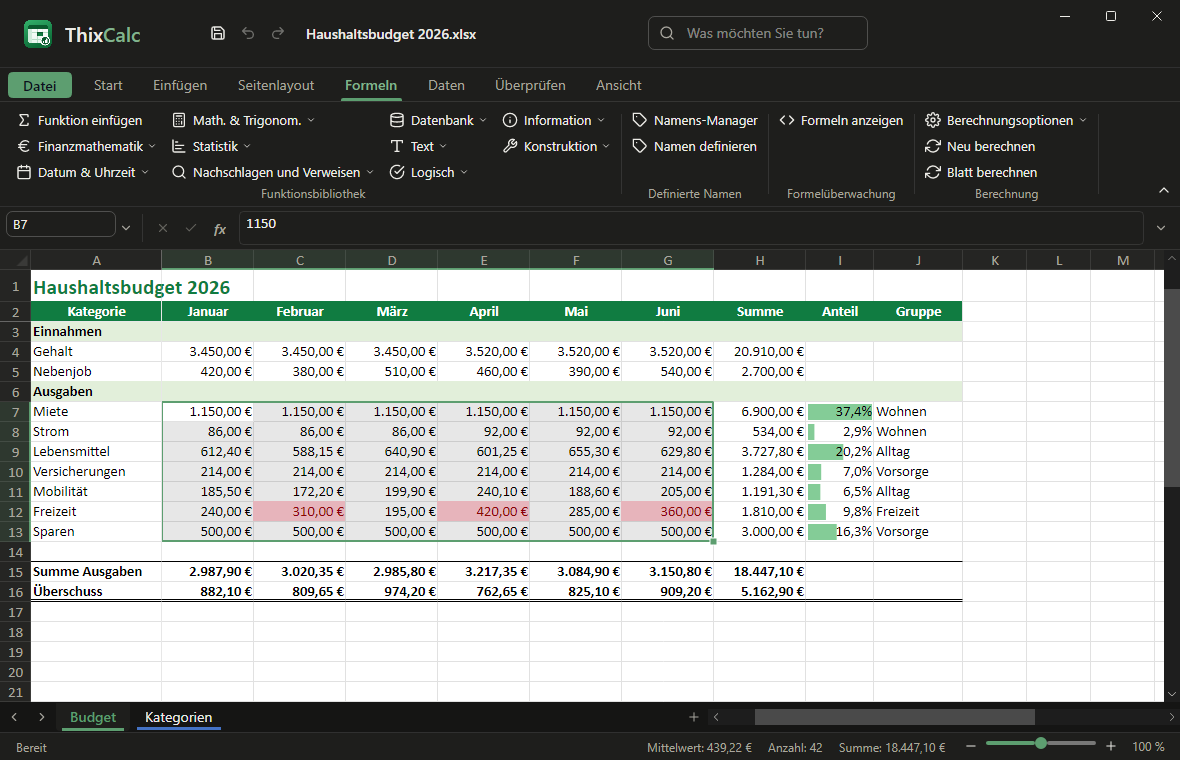 ThixCalc Haushaltsbudget 2026.xlsx Was möchten Sie tun?
Datei Start Einfügen Seitenlayout Formeln Daten Überprüfen Ansicht
Funktion einfügen Math. & Trigonom. Datenbank Information Namens-Manager Formeln anzeigen Berechnungsoptionen
Finanzmathematik Statistik Text Konstruktion Namen definieren Neu berechnen
Datum & Uhrzeit Nachschlagen und Verweisen Logisch Blatt berechnen
Funktionsbibliothek Definierte Namen Formelüberwachung Berechnung
B7 fx 1150
A B C D E F G H I J K L M
1 Haushaltsbudget 2026
2 Kategorie Januar Februar März April Mai Juni Summe Anteil Gruppe
3 Einnahmen
4 Gehalt 3.450,00 € 3.450,00 € 3.450,00 € 3.520,00 € 3.520,00 € 3.520,00 € 20.910,00 €
5 Nebenjob 420,00 € 380,00 € 510,00 € 460,00 € 390,00 € 540,00 € 2.700,00 €
6 Ausgaben
7 Miete 1.150,00 € 1.150,00 € 1.150,00 € 1.150,00 € 1.150,00 € 1.150,00 € 6.900,00 € 37,4% Wohnen
8 Strom 86,00 € 86,00 € 86,00 € 92,00 € 92,00 € 92,00 € 534,00 € 2,9% Wohnen
9 Lebensmittel 612,40 € 588,15 € 640,90 € 601,25 € 655,30 € 629,80 € 3.727,80 € 20,2% Alltag
10 Versicherungen 214,00 € 214,00 € 214,00 € 214,00 € 214,00 € 214,00 € 1.284,00 € 7,0% Vorsorge
11 Mobilität 185,50 € 172,20 € 199,90 € 240,10 € 188,60 € 205,00 € 1.191,30 € 6,5% Alltag
12 Freizeit 240,00 € 310,00 € 195,00 € 420,00 € 285,00 € 360,00 € 1.810,00 € 9,8% Freizeit
13 Sparen 500,00 € 500,00 € 500,00 € 500,00 € 500,00 € 500,00 € 3.000,00 € 16,3% Vorsorge
14
15 Summe Ausgaben 2.987,90 € 3.020,35 € 2.985,80 € 3.217,35 € 3.084,90 € 3.150,80 € 18.447,10 €
16 Überschuss 882,10 € 809,65 € 974,20 € 762,65 € 825,10 € 909,20 € 5.162,90 €
17
18
19
20
21
Budget Kategorien
Bereit Mittelwert: 439,22 € Anzahl: 42 Summe: 18.447,10 € 100 %